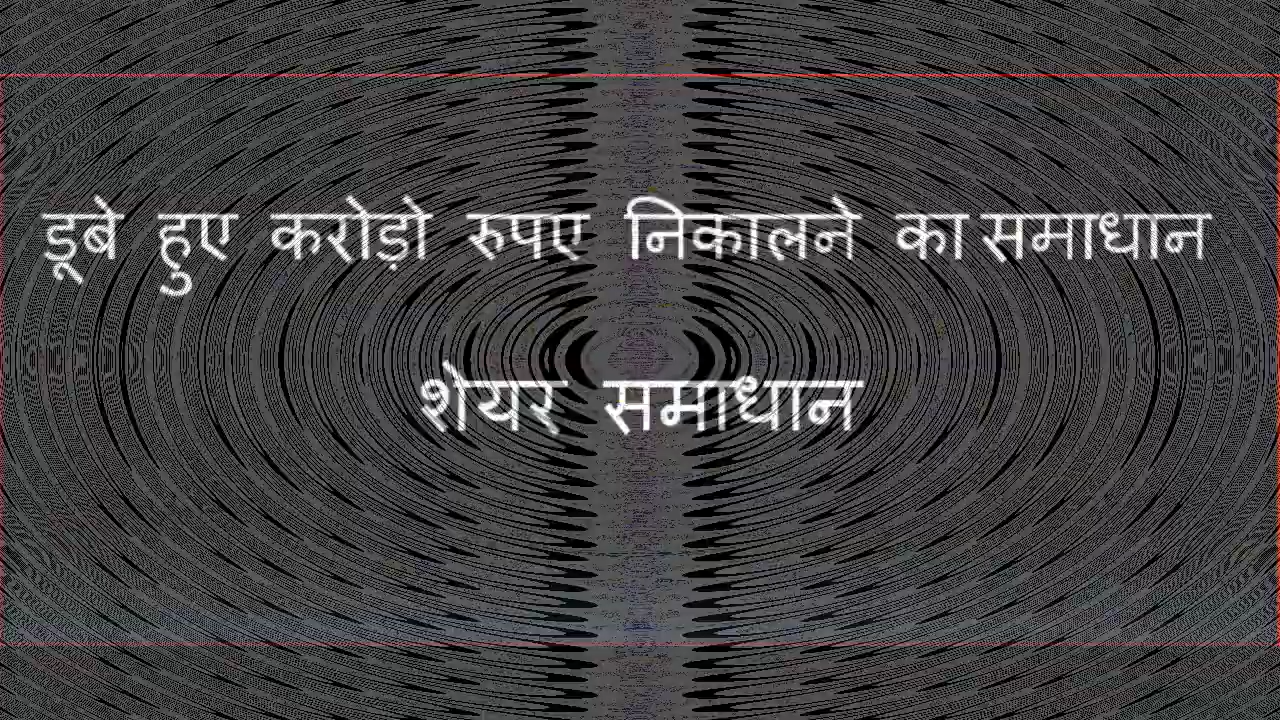 डूबे हुए करोड़ो रुपए निकालने का समाधान
शेयर समाधान